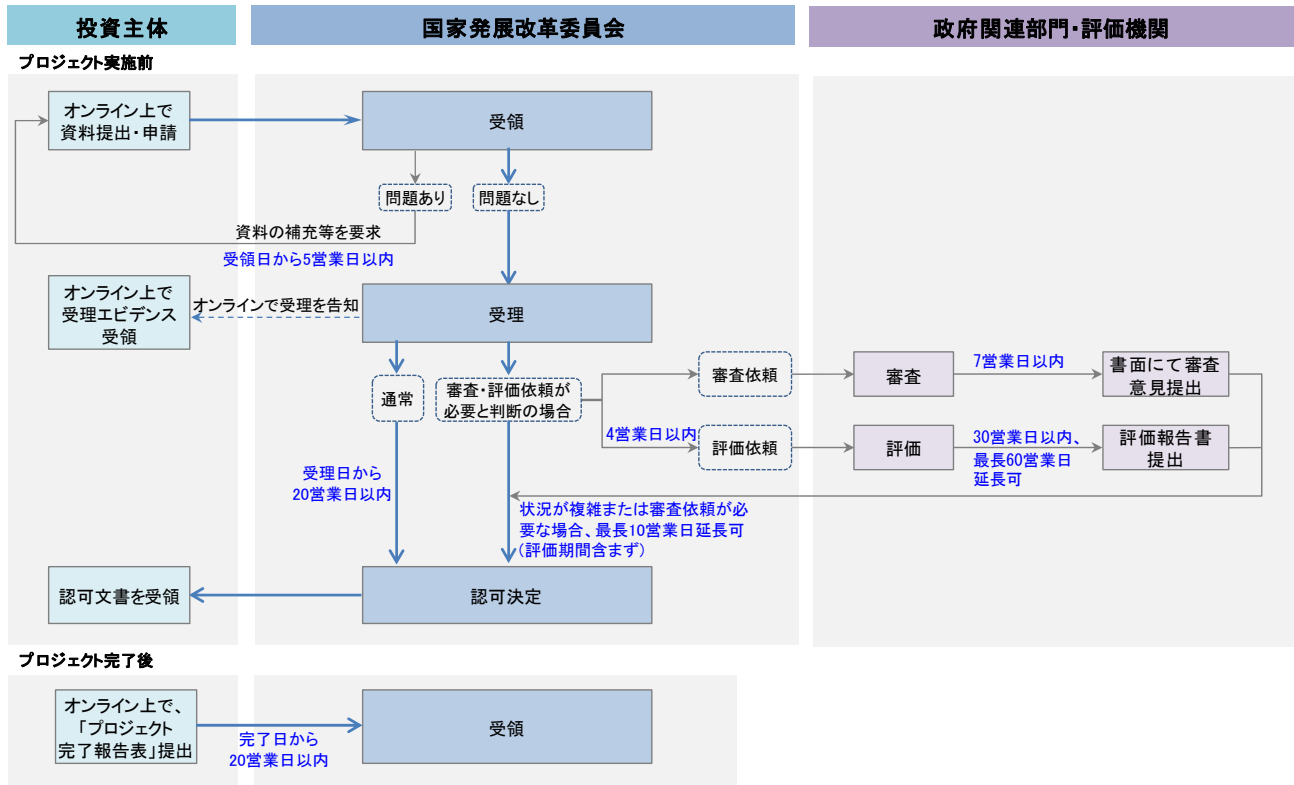 投資主体
国家発展改革委員会
政府関連部門・評価機関
プロジェクト実施前
オンライン上で
資料提出・申請
受領
問題あり
問題なし
資料の補充等を要求
受領日から5営業日以内
オンライン上で
受理エビデンス
受領
オンラインで受理を告知
受理
通常
審査・評価依頼が
必要と判断の場合
4営業日以内
審査依頼
審査
7営業日以内
書面にて審査
意見提出
評価依頼
評価
30営業日以内、
最長60営業日
延長可
評価報告書
提出
受理日から
20営業日以内
状況が複雑または審査依頼が必
要な場合、最長10営業日延長可
(評価期間含まず)
認可文書を受領
認可決定
プロジェクト完了後
オンライン上で、
「プロジェクト
完了報告表」提出
完了日から
20営業日以内
受領